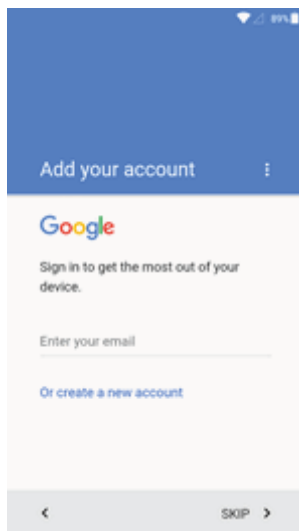 89%
Add your account
Google
Sign in to get the most out of your
device.
Enter your email
Or create a new account
SKIP